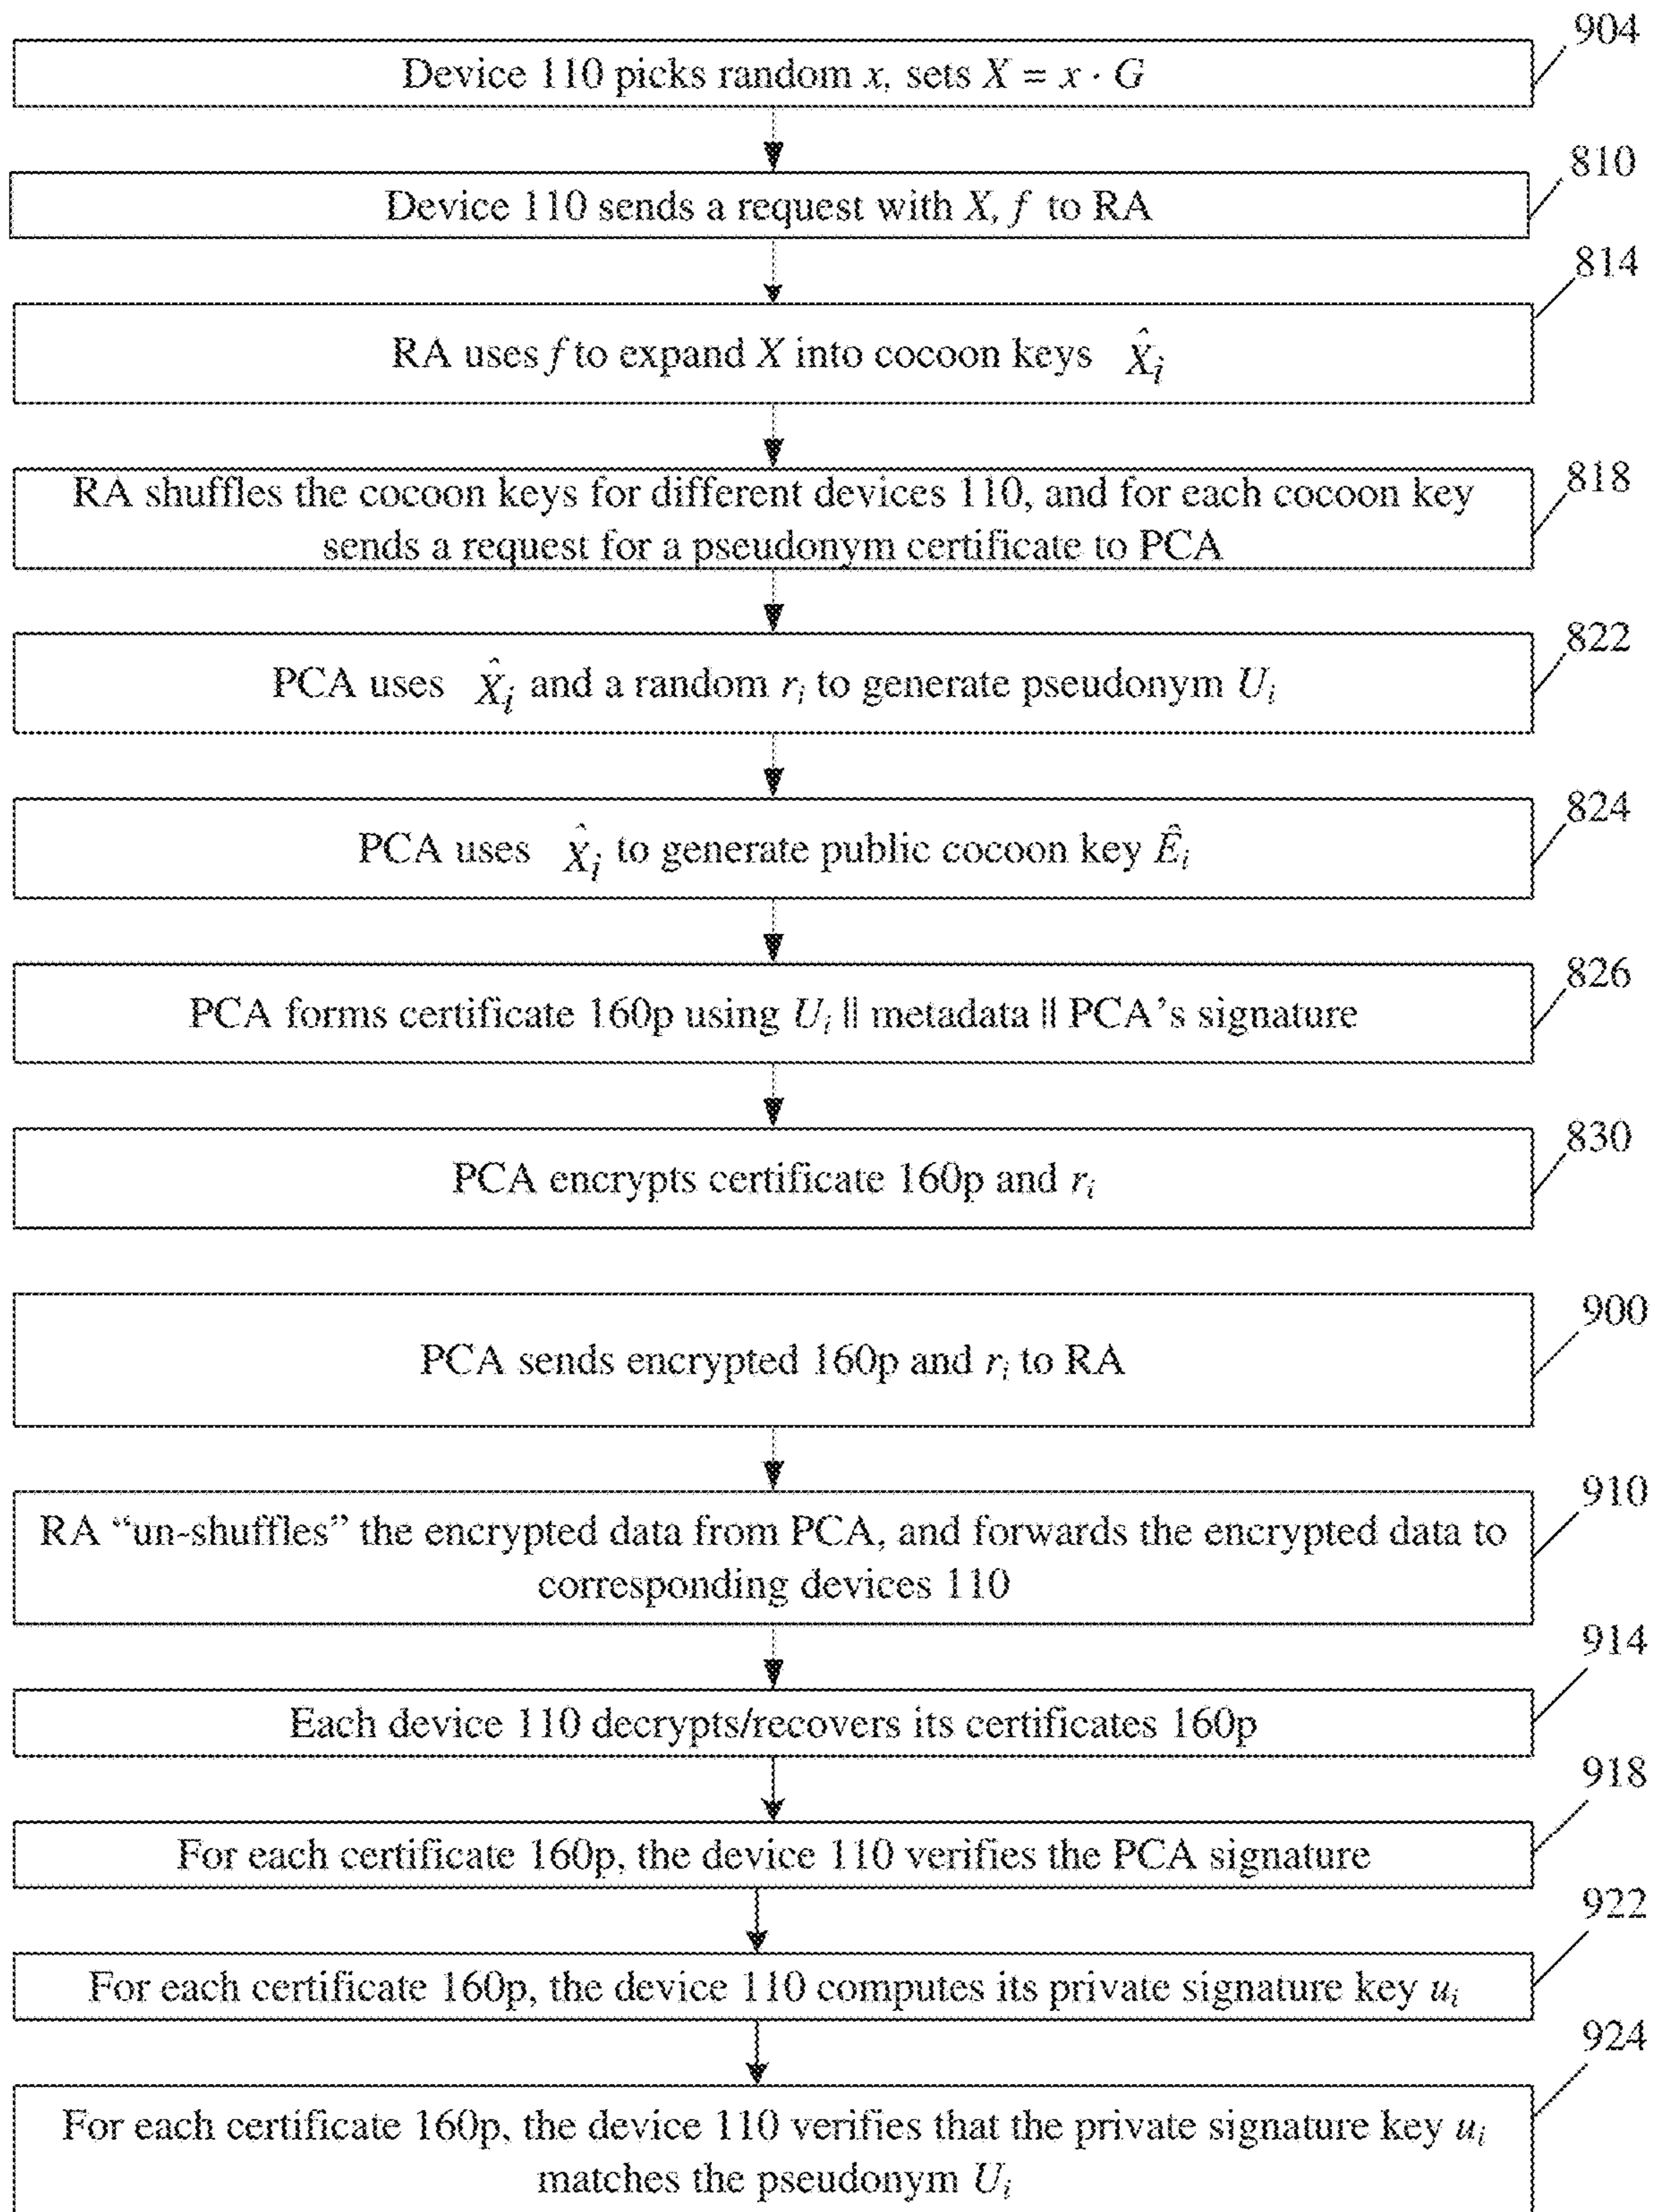 904
Device 110 picks random x, sets X = x · G
810
Device 110 sends a request with X, f to RA
814
RA uses f to expand X into cocoon keys X̂ᵢ
818
RA shuffles the cocoon keys for different devices 110, and for each cocoon key
sends a request for a pseudonym certificate to PCA
822
PCA uses X̂ᵢ and a random rᵢ to generate pseudonym Uᵢ
824
PCA uses X̂ᵢ to generate public cocoon key Êᵢ
826
PCA forms certificate 160p using Uᵢ || metadata || PCA's signature
830
PCA encrypts certificate 160p and rᵢ
900
PCA sends encrypted 160p and rᵢ to RA
910
RA “un-shuffles” the encrypted data from PCA, and forwards the encrypted data to
corresponding devices 110
914
Each device 110 decrypts/recovers its certificates 160p
918
For each certificate 160p, the device 110 verifies the PCA signature
922
For each certificate 160p, the device 110 computes its private signature key uᵢ
924
For each certificate 160p, the device 110 verifies that the private signature key uᵢ
matches the pseudonym Uᵢ